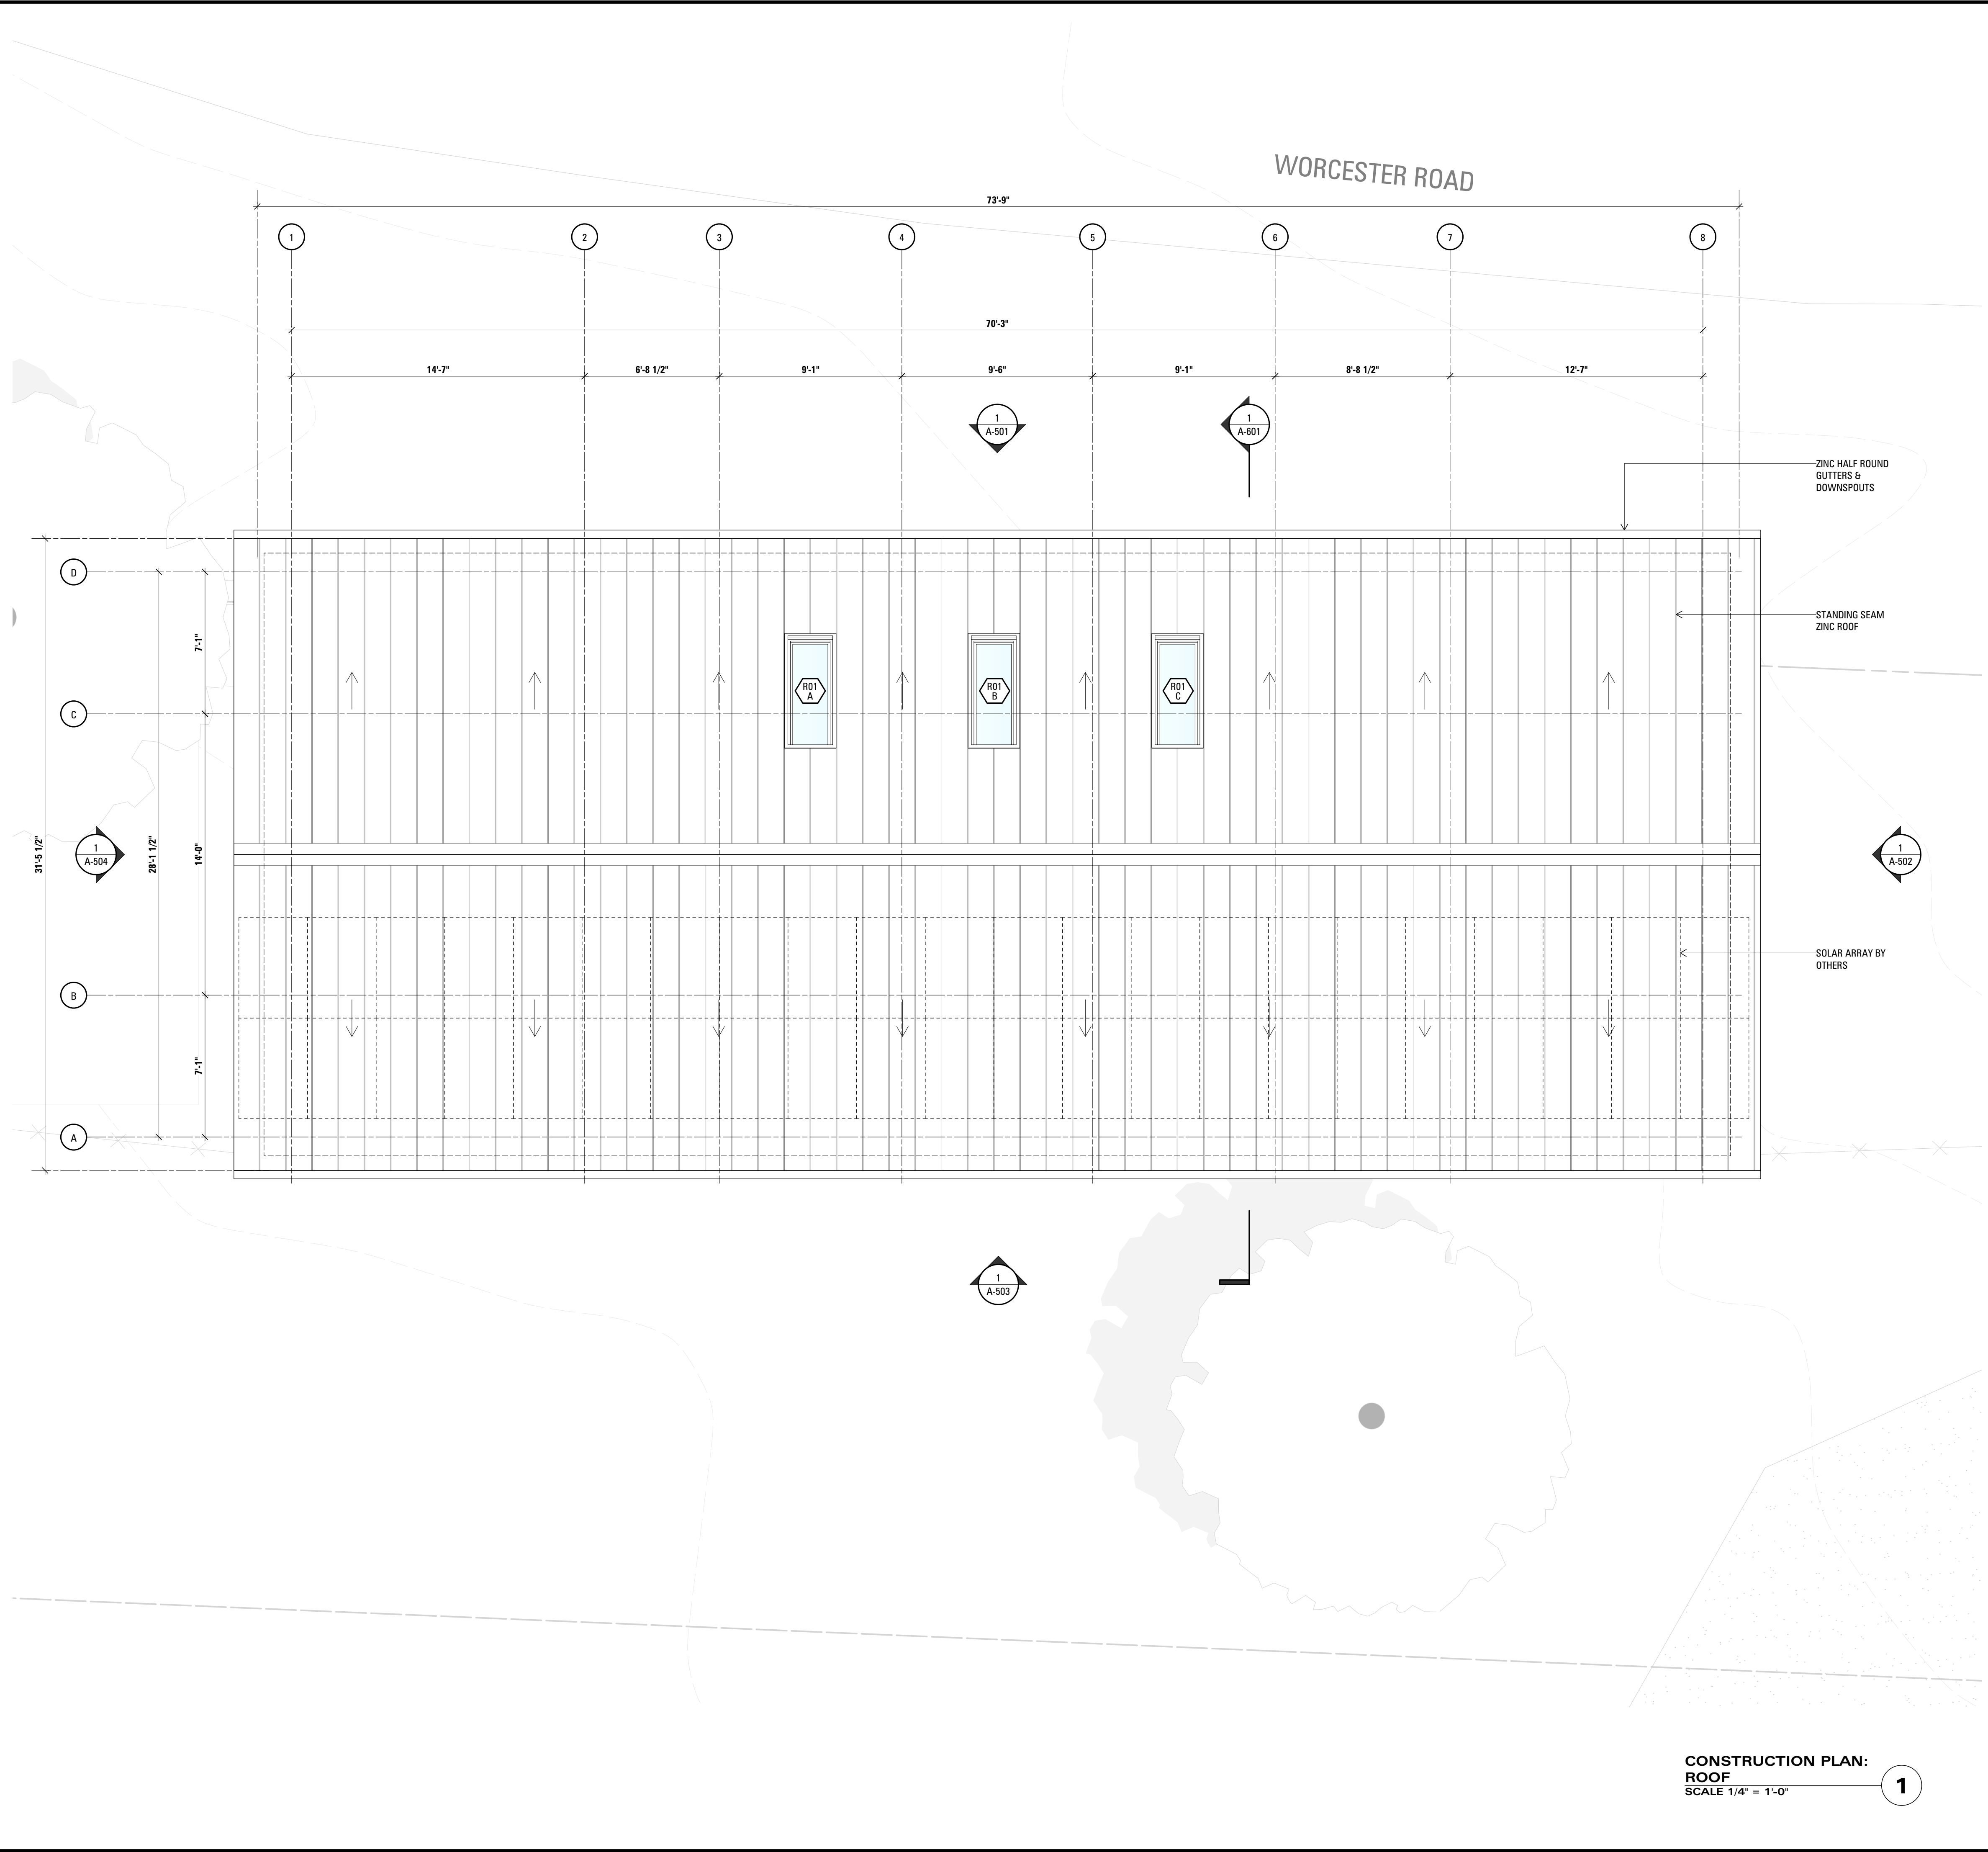 WORCESTER ROAD
73'-9"
1
2
3
4
5
6
7
8
70'-3"
14'-7"
6'-8 1/2"
9'-1"
9'-6"
9'-1"
8'-8 1/2"
12'-7"
1
A-501
1
A-601
ZINC HALF ROUND
GUTTERS &
DOWNSPOUTS
D
7'-1"
STANDING SEAM
ZINC ROOF
R01
A
R01
B
R01
C
C
31'-5 1/2"
1
A-504
28'-1 1/2"
14'-0"
1
A-502
SOLAR ARRAY BY
OTHERS
B
7'-1"
A
1
A-503
CONSTRUCTION PLAN:
ROOF
SCALE 1/4" = 1'-0"
1